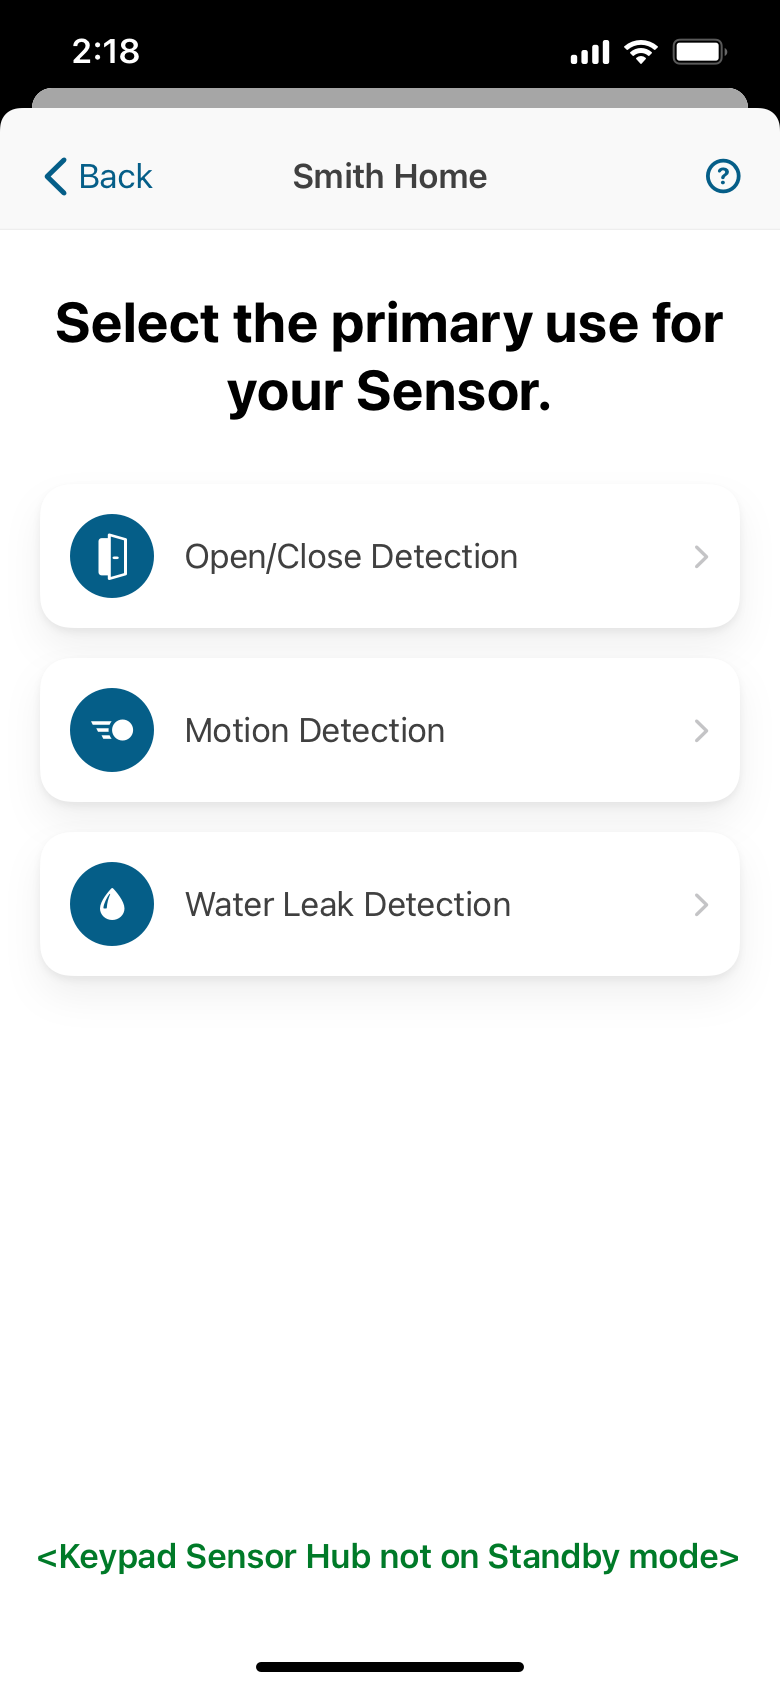 2:18
Back
Smith Home
Select the primary use for
your Sensor.
Open/Close Detection
Motion Detection
Water Leak Detection
<Keypad Sensor Hub not on Standby mode>